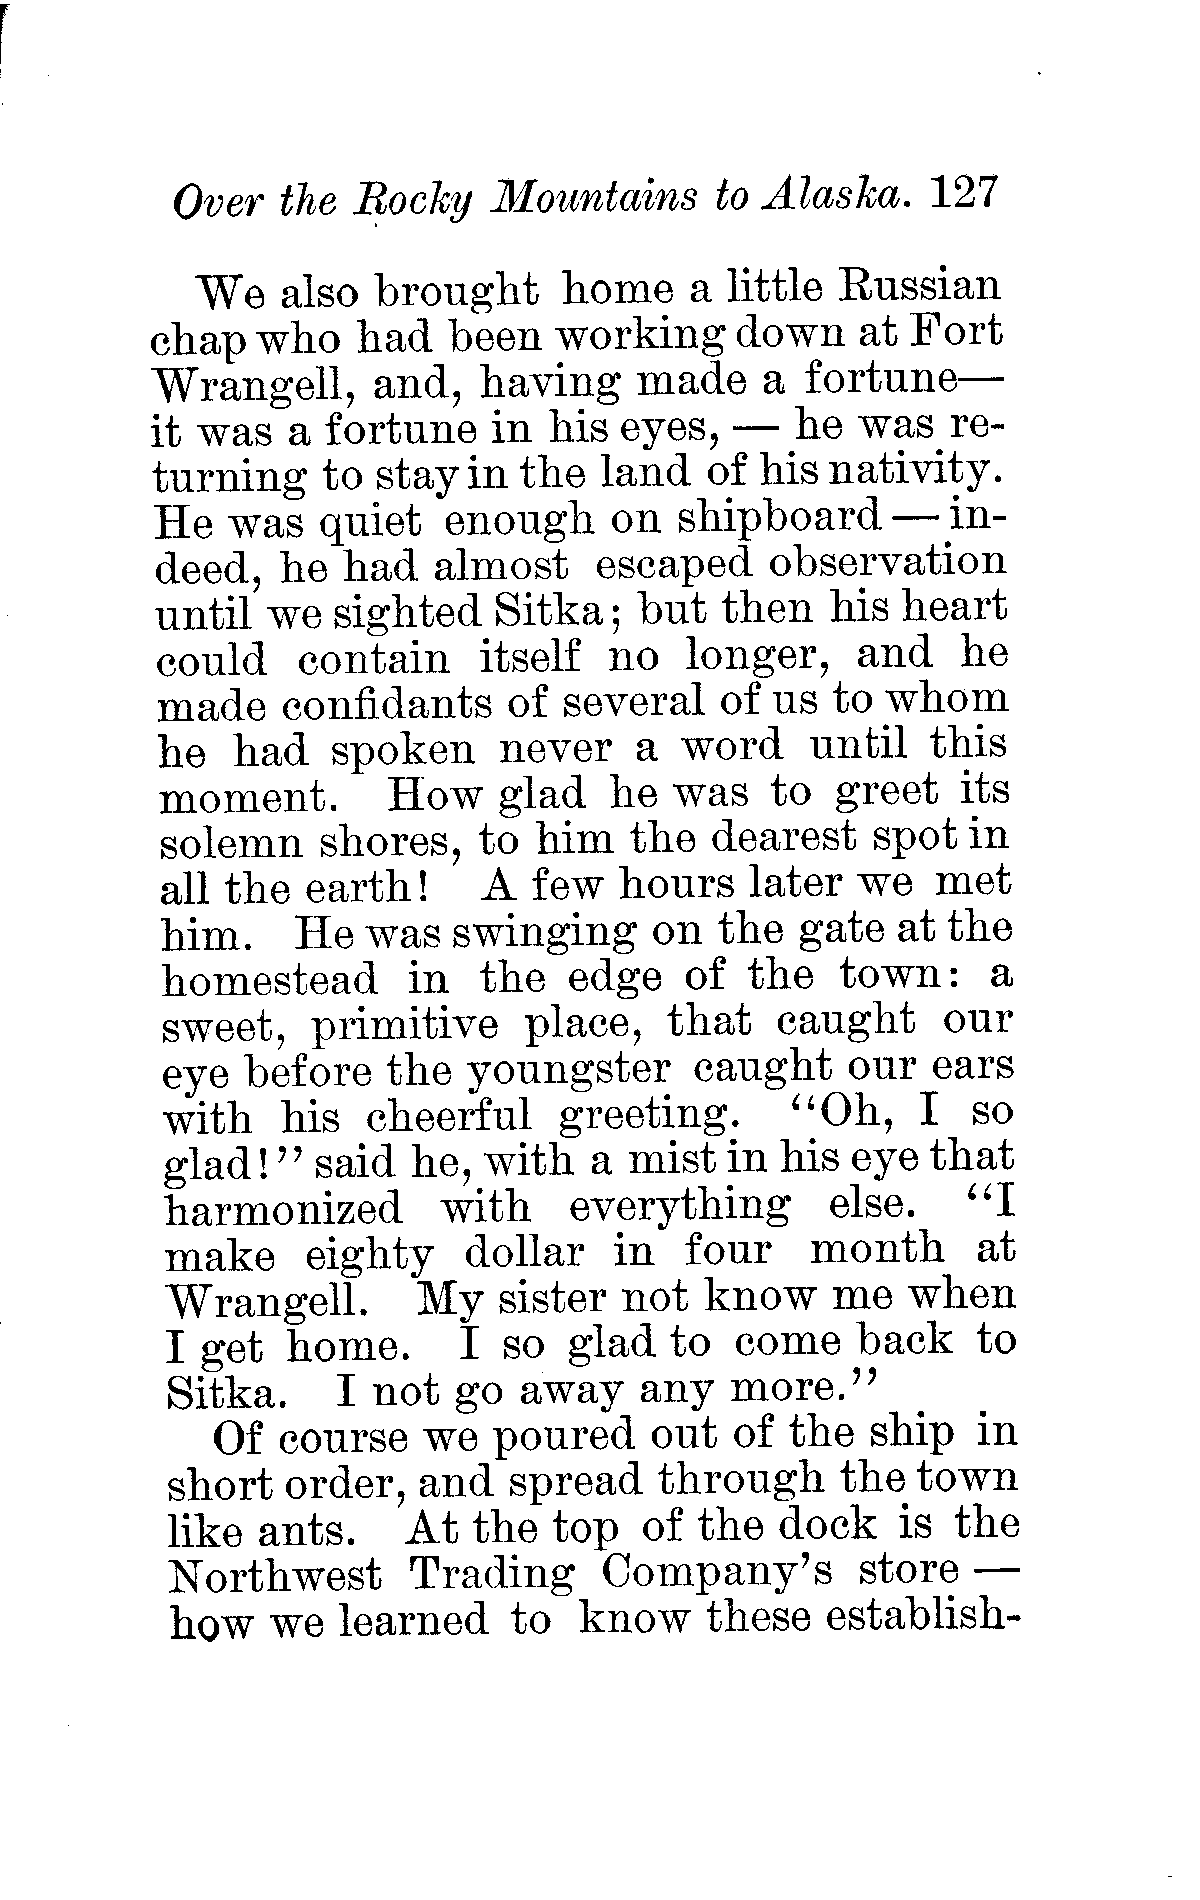 Over the Rocky Mountains to Alaska. 127
We also brought home a little Russian
chap who had been working down at Fort
Wrangell, and, having made a fortune—
it was a fortune in his eyes, — he was re-
turning to stay in the land of his nativity.
He was quiet enough on shipboard — in-
deed, he had almost escaped observation
until we sighted Sitka; but then his heart
could contain itself no longer, and he
made confidants of several of us to whom
he had spoken never a word until this
moment. How glad he was to greet its
solemn shores, to him the dearest spot in
all the earth! A few hours later we met
him. He was swinging on the gate at the
homestead in the edge of the town: a
sweet, primitive place, that caught our
eye before the youngster caught our ears
with his cheerful greeting. “Oh, I so
glad!” said he, with a mist in his eye that
harmonized with everything else. “I
make eighty dollar in four month at
Wrangell. My sister not know me when
I get home. I so glad to come back to
Sitka. I not go away any more.”
Of course we poured out of the ship in
short order, and spread through the town
like ants. At the top of the dock is the
Northwest Trading Company’s store —
how we learned to know these establish-